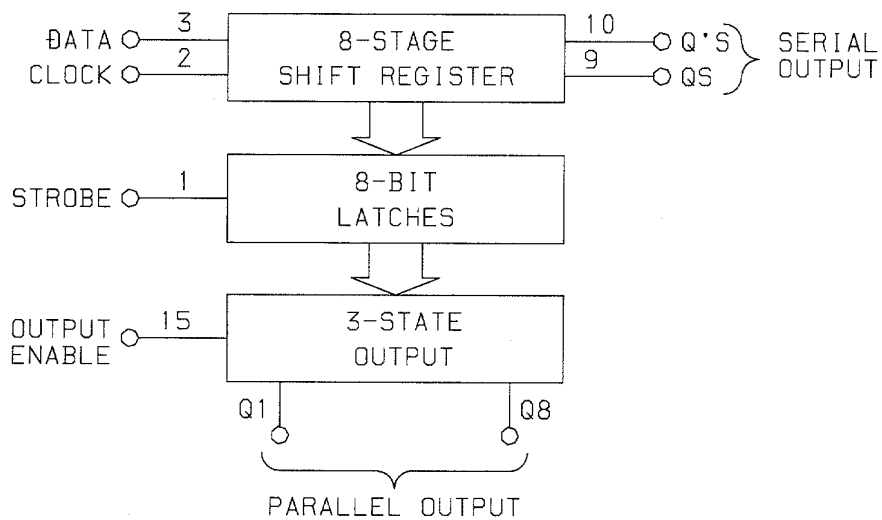 DATA
3
CLOCK
2
8-STAGE
SHIFT REGISTER
10
Q'S
9
QS
SERIAL
OUTPUT
STROBE
1
8-BIT
LATCHES
OUTPUT
ENABLE
15
3-STATE
OUTPUT
Q1
Q8
PARALLEL OUTPUT